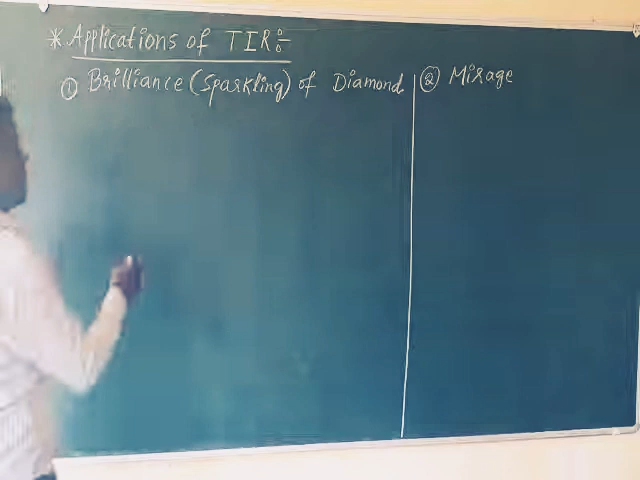 * Applications of TIR :-
① Brilliance (Sparkling) of Diamond
② Mirage